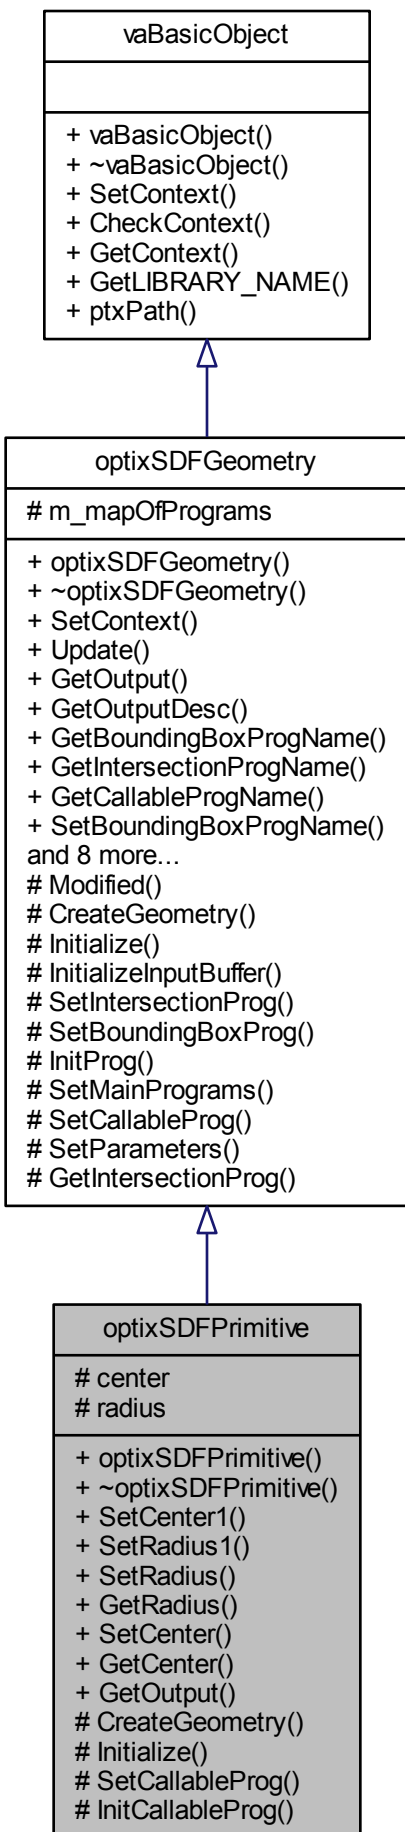 vaBasicObject
+ vaBasicObject()
+ ~vaBasicObject()
+ SetContext()
+ CheckContext()
+ GetContext()
+ GetLIBRARY_NAME()
+ ptxPath()
optixSDFGeometry
# m_mapOfPrograms
+ optixSDFGeometry()
+ ~optixSDFGeometry()
+ SetContext()
+ Update()
+ GetOutput()
+ GetOutputDesc()
+ GetBoundingBoxProgName()
+ GetIntersectionProgName()
+ GetCallableProgName()
+ SetBoundingBoxProgName()
and 8 more...
# Modified()
# CreateGeometry()
# Initialize()
# InitializeInputBuffer()
# SetIntersectionProg()
# SetBoundingBoxProg()
# InitProg()
# SetMainPrograms()
# SetCallableProg()
# SetParameters()
# GetIntersectionProg()
optixSDFPrimitive
# center
# radius
+ optixSDFPrimitive()
+ ~optixSDFPrimitive()
+ SetCenter1()
+ SetRadius1()
+ SetRadius()
+ GetRadius()
+ SetCenter()
+ GetCenter()
+ GetOutput()
# CreateGeometry()
# Initialize()
# SetCallableProg()
# InitCallableProg()